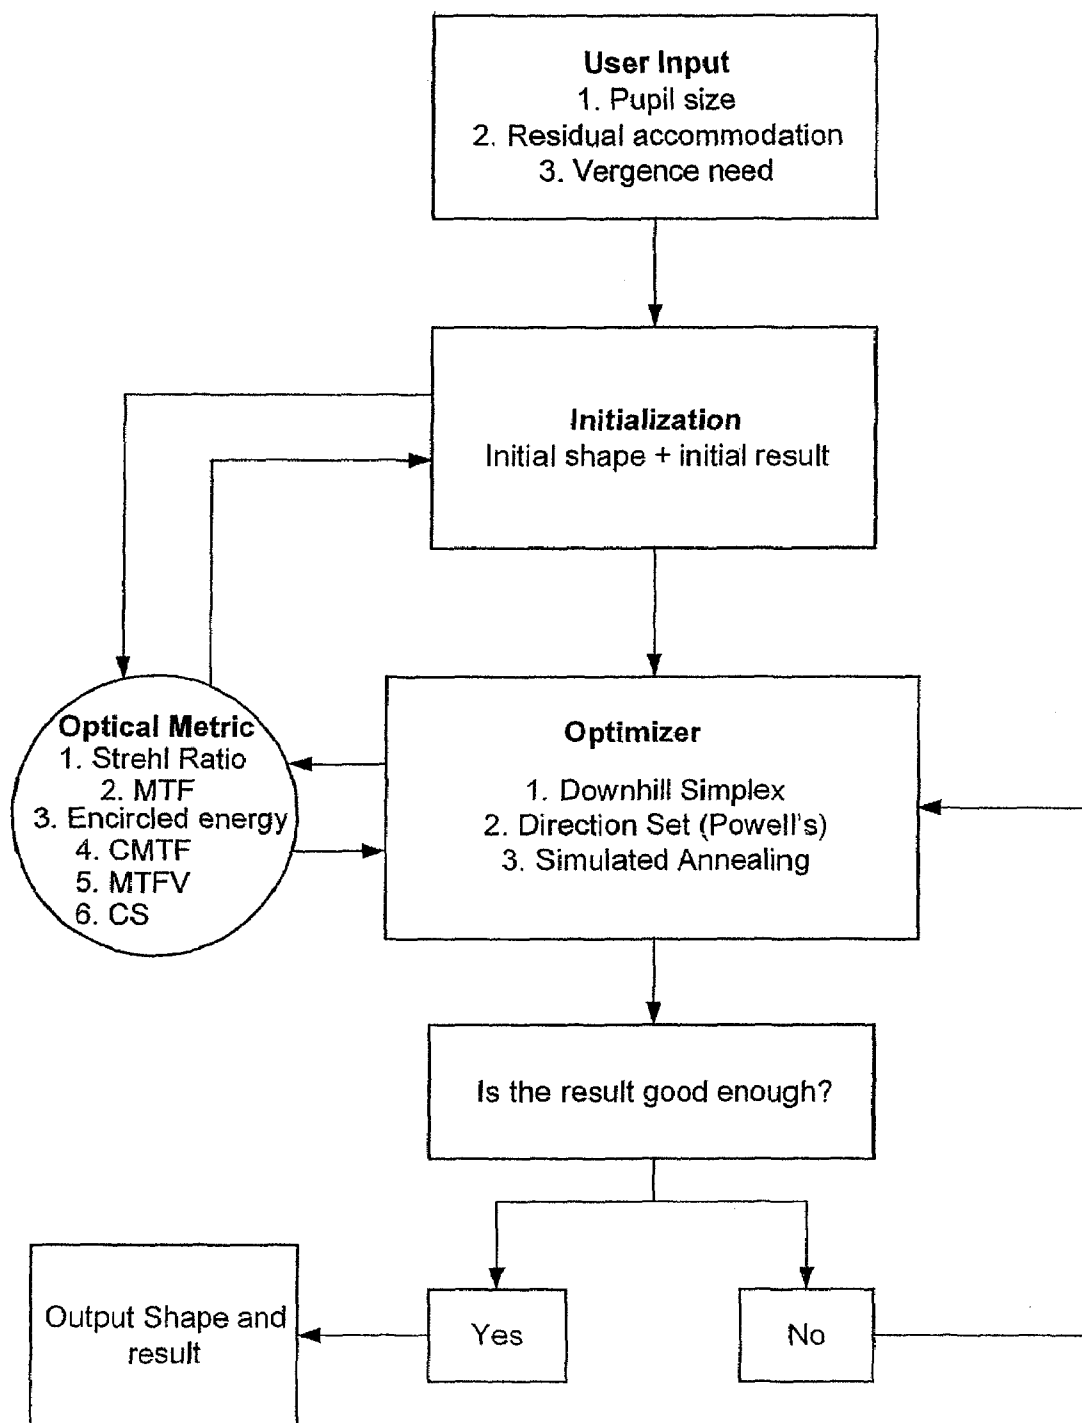 User Input
1. Pupil size
2. Residual accommodation
3. Vergence need
Initialization
Initial shape + initial result
Optical Metric
1. Strehl Ratio
2. MTF
3. Encircled energy
4. CMTF
5. MTFV
6. CS
Optimizer
1. Downhill Simplex
2. Direction Set (Powell's)
3. Simulated Annealing
Is the result good enough?
Output Shape and
result
Yes
No